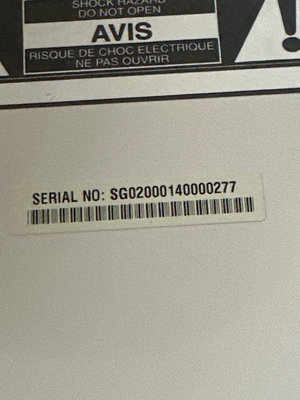 SHOCK HAZARD
DO NOT OPEN
AVIS
RISQUE DE CHOC ELECTRIQUE
NE PAS OUVRIR
SERIAL NO: SG02000140000277